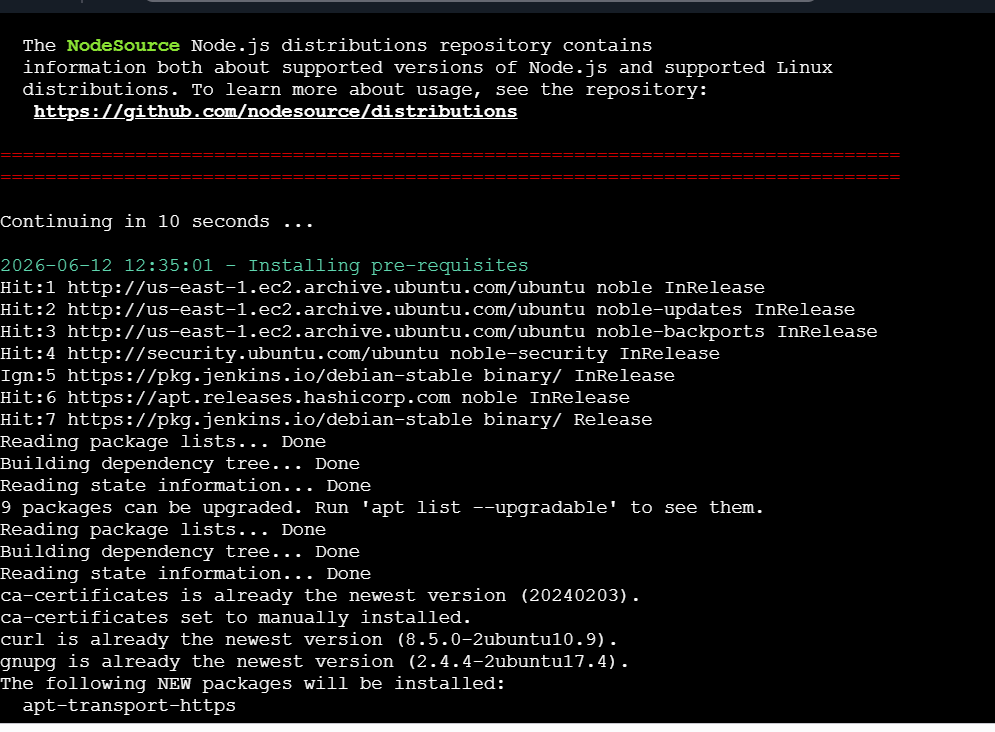 The NodeSource Node.js distributions repository contains
information both about supported versions of Node.js and supported Linux
distributions. To learn more about usage, see the repository:
https://github.com/nodesource/distributions
================================================================================
================================================================================
Continuing in 10 seconds ...
2026-06-12 12:35:01 - Installing pre-requisites
Hit:1 http://us-east-1.ec2.archive.ubuntu.com/ubuntu noble InRelease
Hit:2 http://us-east-1.ec2.archive.ubuntu.com/ubuntu noble-updates InRelease
Hit:3 http://us-east-1.ec2.archive.ubuntu.com/ubuntu noble-backports InRelease
Hit:4 http://security.ubuntu.com/ubuntu noble-security InRelease
Ign:5 https://pkg.jenkins.io/debian-stable binary/ InRelease
Hit:6 https://apt.releases.hashicorp.com noble InRelease
Hit:7 https://pkg.jenkins.io/debian-stable binary/ Release
Reading package lists... Done
Building dependency tree... Done
Reading state information... Done
9 packages can be upgraded. Run 'apt list --upgradable' to see them.
Reading package lists... Done
Building dependency tree... Done
Reading state information... Done
ca-certificates is already the newest version (20240203).
ca-certificates set to manually installed.
curl is already the newest version (8.5.0-2ubuntu10.9).
gnupg is already the newest version (2.4.4-2ubuntu17.4).
The following NEW packages will be installed:
apt-transport-https